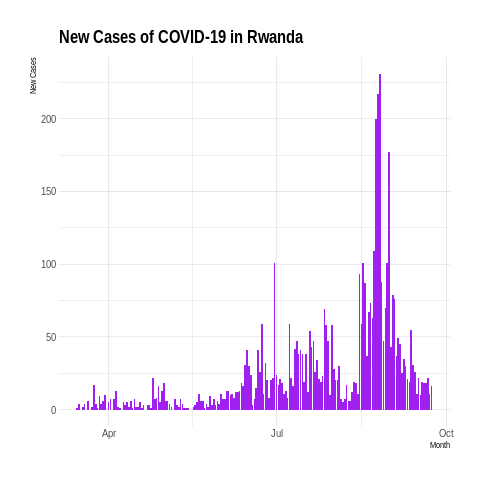 New Cases of COVID-19 in Rwanda
New Cases
200
150
100
50
0
Apr
Jul
Oct
Month